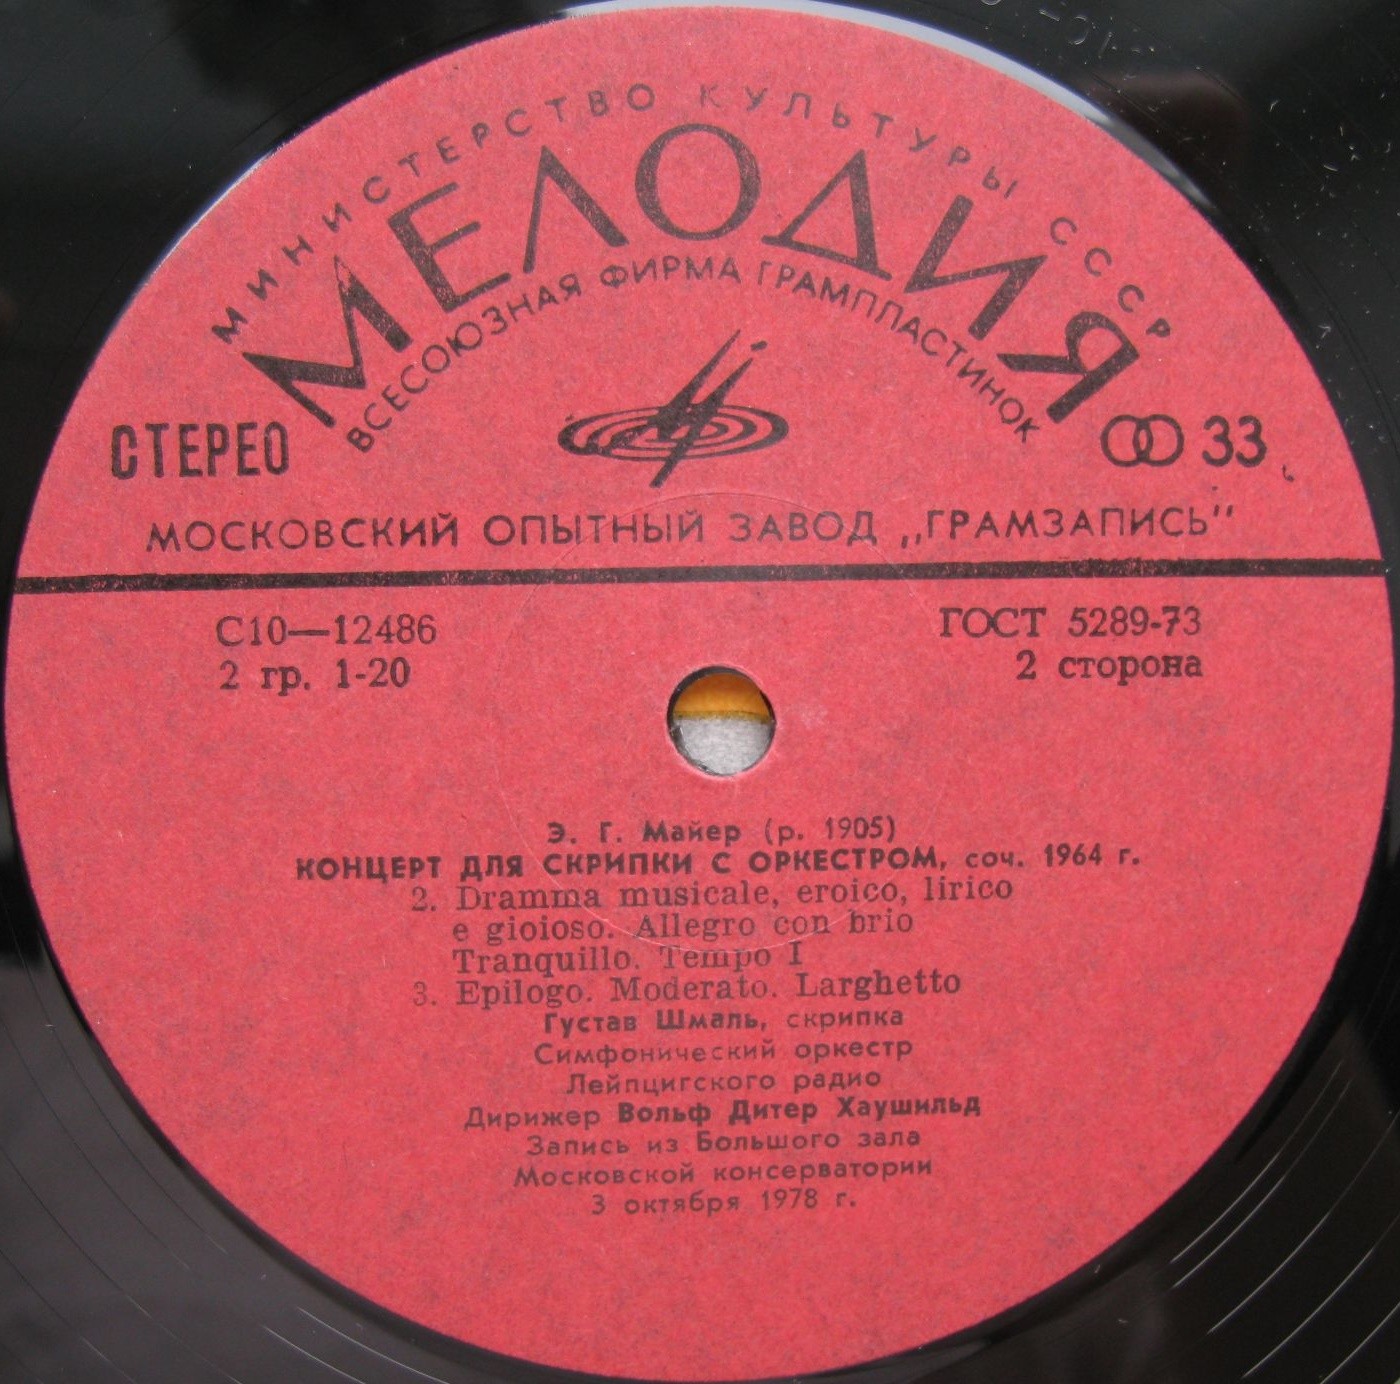 МИНИСТЕРСТВО КУЛЬТУРЫ СССР
МЕЛОДИЯ
ВСЕСОЮЗНАЯ ФИРМА ГРАМПЛАСТИНОК
СТЕРЕО
33
МОСКОВСКИЙ ОПЫТНЫЙ ЗАВОД „ГРАМЗАПИСЬ"
С10—12486
ГОСТ 5289-73
2 гр. 1-20
2 сторона
Э. Г. Майер (р. 1905)
КОНЦЕРТ ДЛЯ СКРИПКИ С ОРКЕСТРОМ, соч. 1964 г.
2. Dramma musicale, eroico, lirico
e gioioso. Allegro con brio
Tranquillo. Tempo I
3. Epilogo. Moderato. Larghetto
Густав Шмаль, скрипка
Симфонический оркестр
Лейпцигского радио
Дирижер Вольф Дитер Хаушильд
Запись из Большого зала
Московской консерватории
3 октября 1978 г.